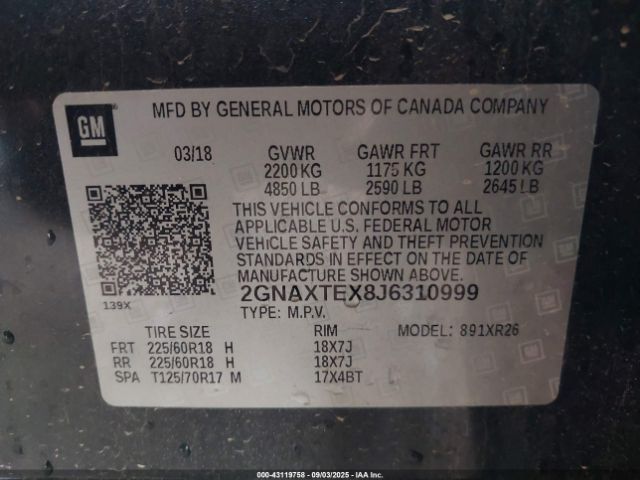 GM
MFD BY GENERAL MOTORS OF CANADA COMPANY
03/18 GVWR GAWR FRT GAWR RR
2200 KG 1175 KG 1200 KG
4850 LB 2590 LB 2645 LB
THIS VEHICLE CONFORMS TO ALL
APPLICABLE U.S. FEDERAL MOTOR
VEHICLE SAFETY AND THEFT PREVENTION
STANDARDS IN EFFECT ON THE DATE OF
MANUFACTURE SHOWN ABOVE.
2GNAXTEX8J6310999
139X
TYPE: M.P.V.
TIRE SIZE RIM MODEL: 891XR26
FRT 225/60R18 H 18X7J
RR 225/60R18 H 18X7J
SPA T125/70R17 M 17X4BT
000-43119758 - 09/03/2025 - IAA Inc.